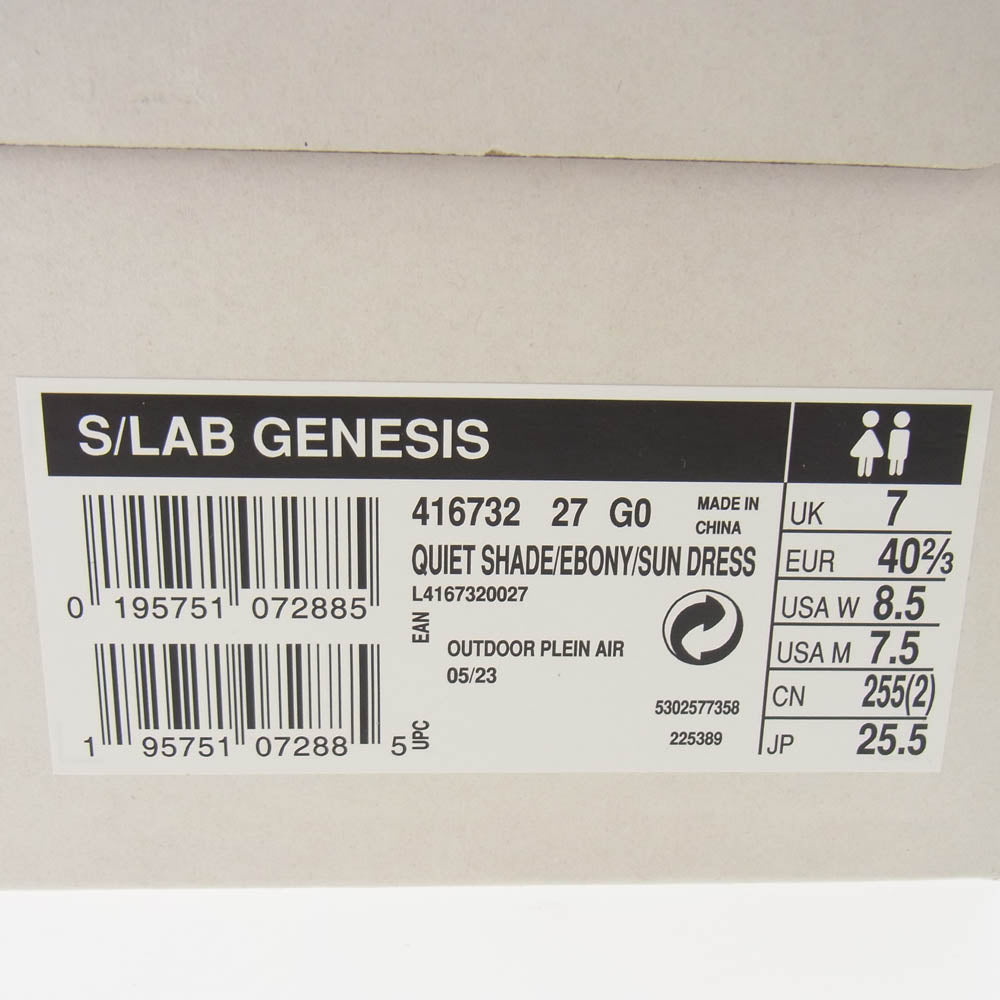 S/LAB GENESIS
0 195751 072885
EAN
1 95751 07288 5
UPC
416732 27 G0
MADE IN
CHINA
QUIET SHADE/EBONY/SUN DRESS
L4167320027
OUTDOOR PLEIN AIR
05/23
5302577358
225389
UK 7
EUR 40⅔
USA W 8.5
USA M 7.5
CN 255(2)
JP 25.5